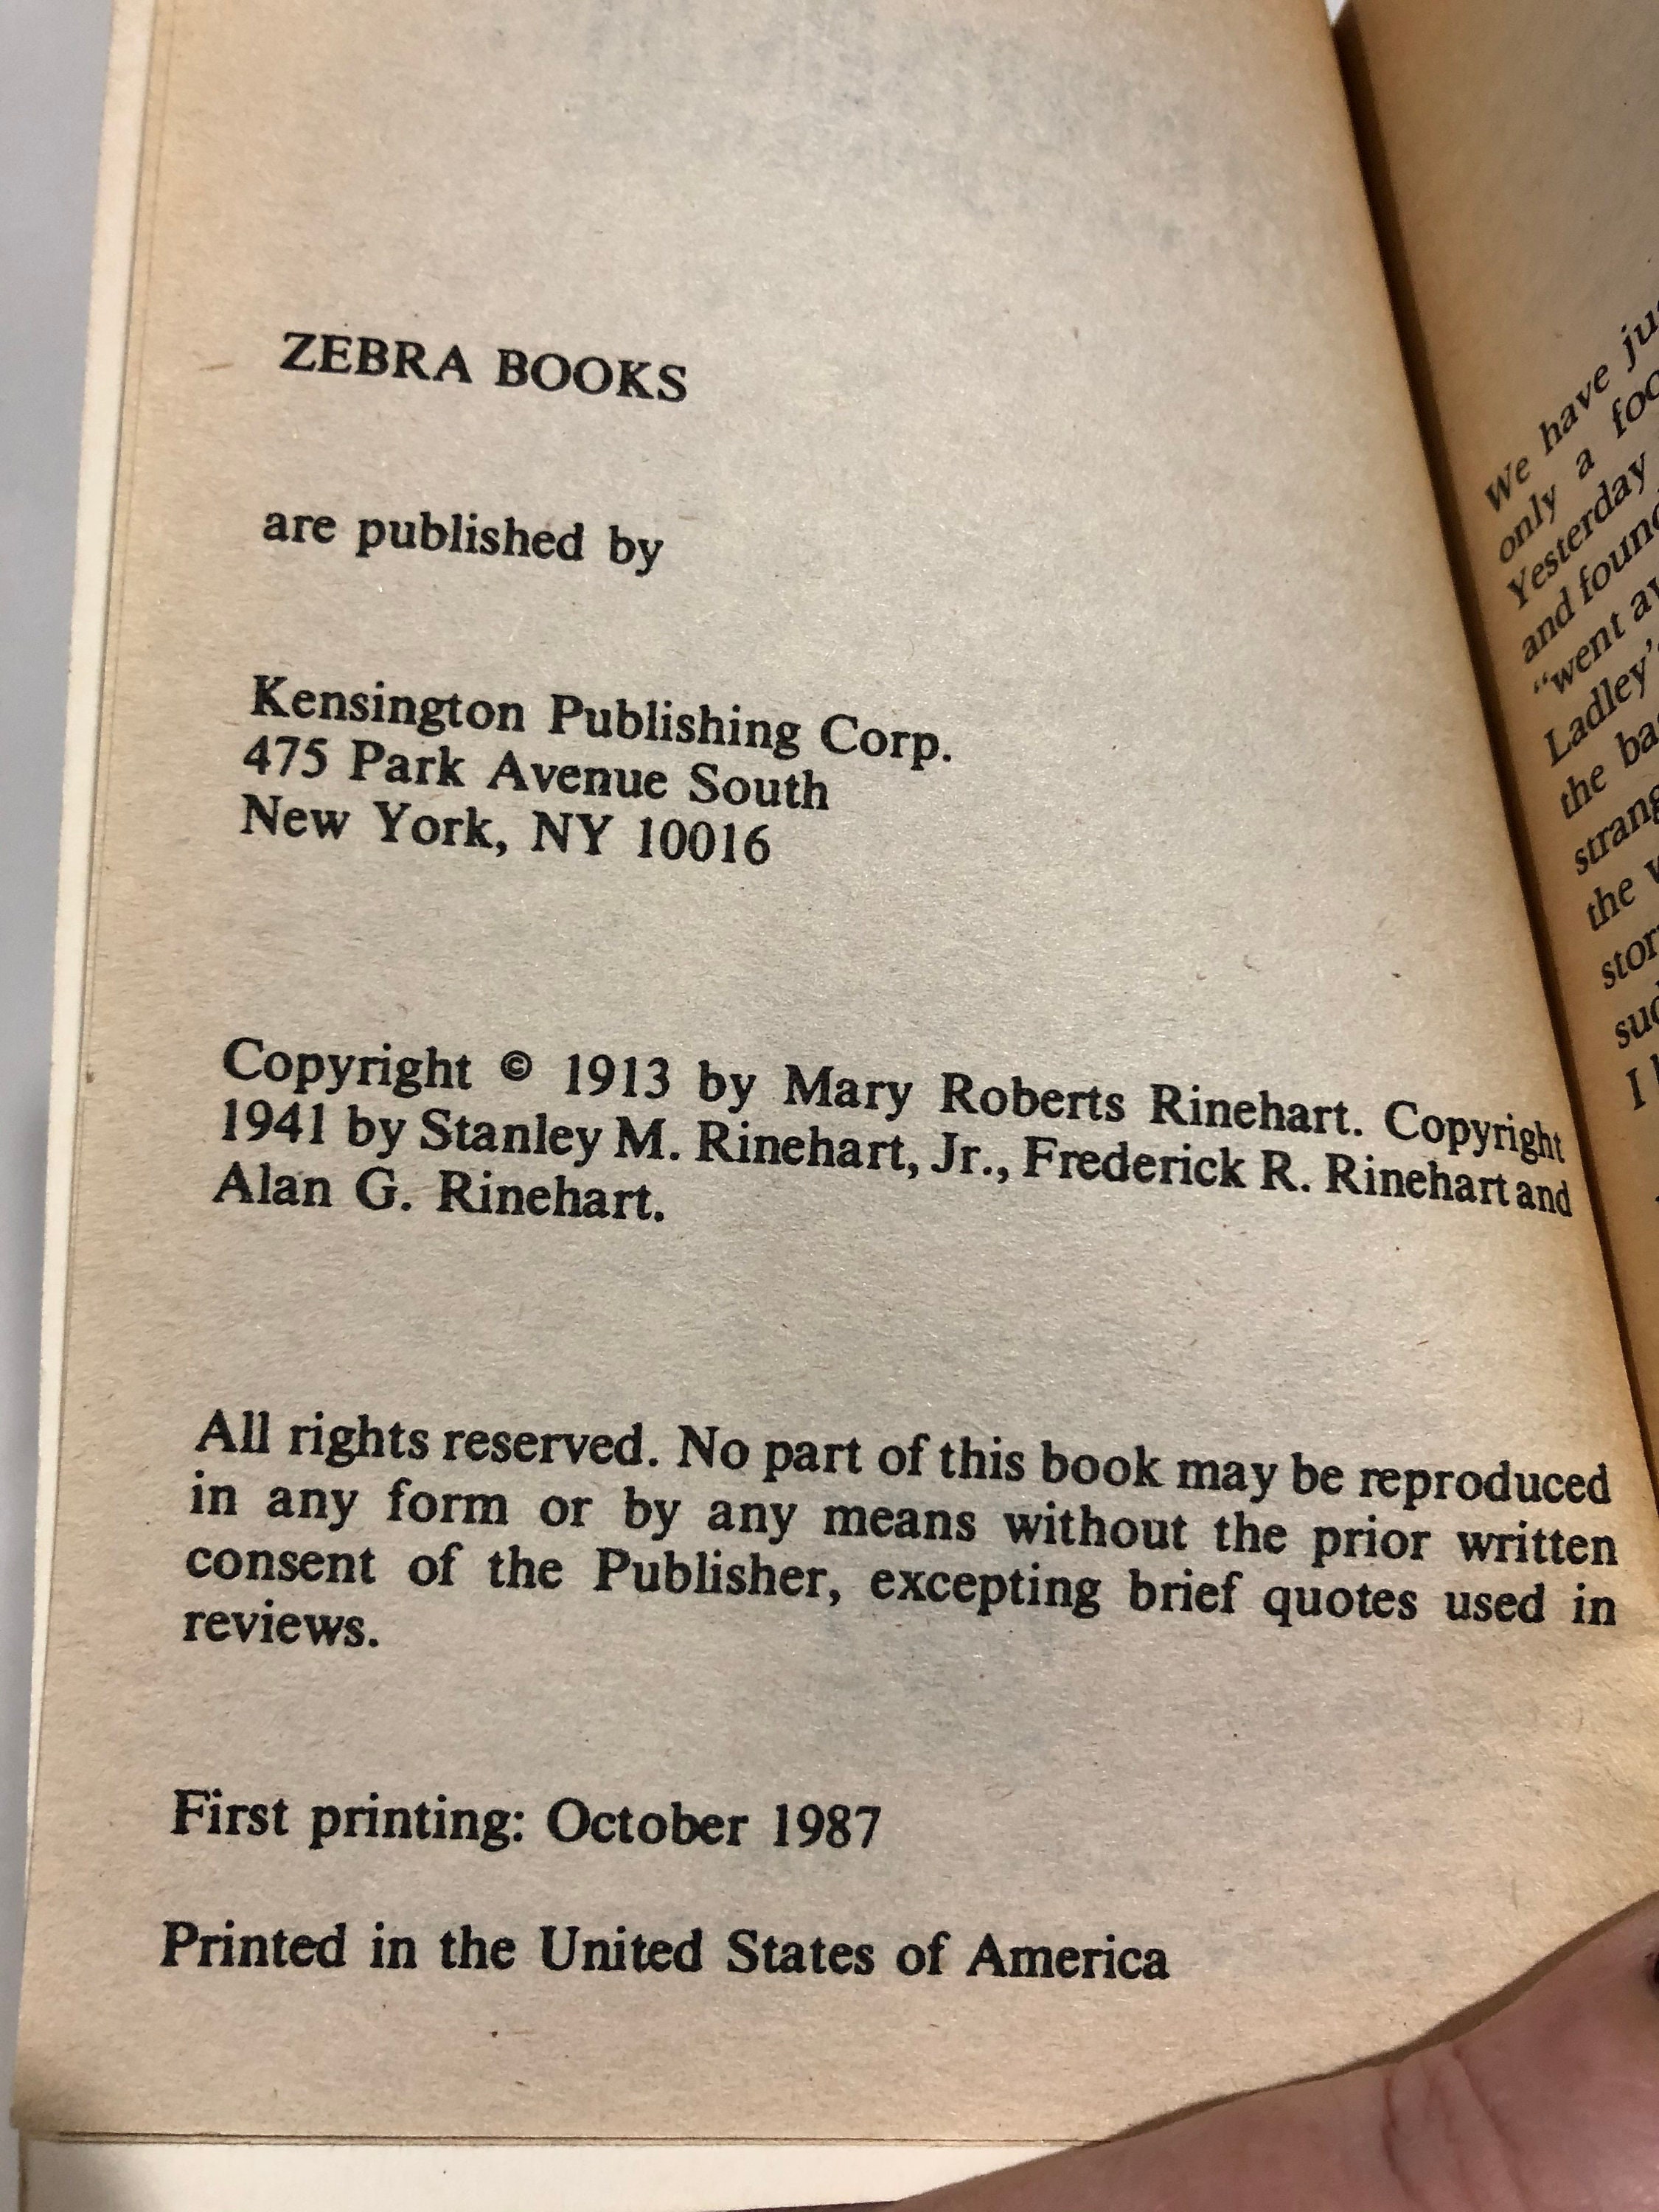 ZEBRA BOOKS
are published by
Kensington Publishing Corp.
475 Park Avenue South
New York, NY 10016
Copyright © 1913 by Mary Roberts Rinehart. Copyright
1941 by Stanley M. Rinehart, Jr., Frederick R. Rinehart and
Alan G. Rinehart.
All rights reserved. No part of this book may be reproduced
in any form or by any means without the prior written
consent of the Publisher, excepting brief quotes used in
reviews.
First printing: October 1987
Printed in the United States of America
We have
only a
Yesterday
and
"went
Ladley's
the
the
I